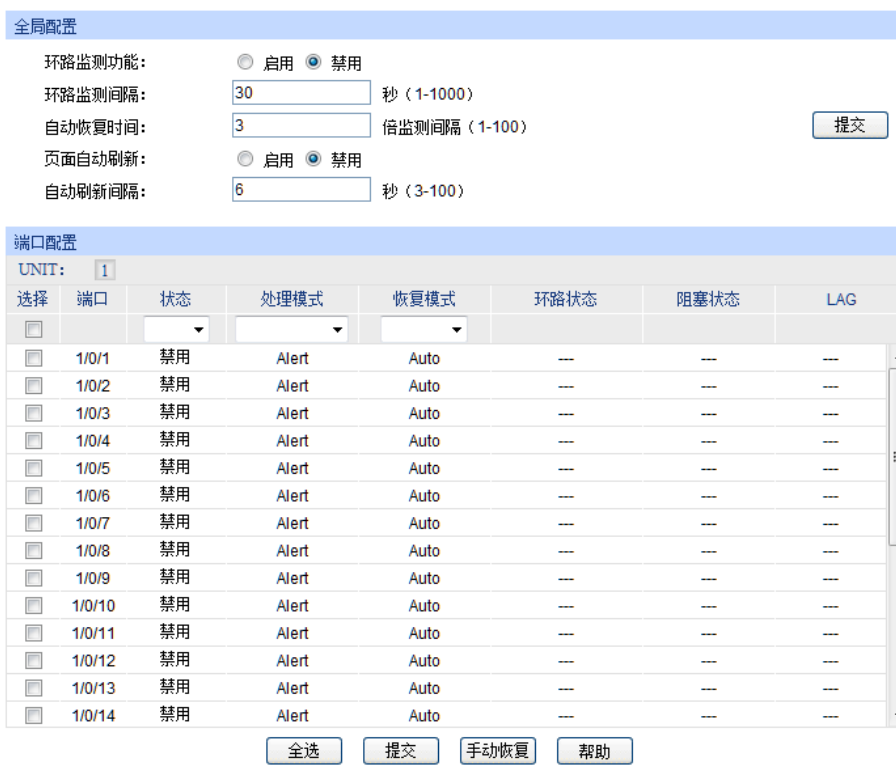 全局配置
环路监测功能: 启用 禁用
环路监测间隔: 30 秒（1-1000）
自动恢复时间: 3 倍监测间隔（1-100）
提交
页面自动刷新: 启用 禁用
自动刷新间隔: 6 秒（3-100）
端口配置
UNIT: 1
选择 端口 状态 处理模式 恢复模式 环路状态 阻塞状态 LAG
1/0/1 禁用 Alert Auto --- --- ---
1/0/2 禁用 Alert Auto --- --- ---
1/0/3 禁用 Alert Auto --- --- ---
1/0/4 禁用 Alert Auto --- --- ---
1/0/5 禁用 Alert Auto --- --- ---
1/0/6 禁用 Alert Auto --- --- ---
1/0/7 禁用 Alert Auto --- --- ---
1/0/8 禁用 Alert Auto --- --- ---
1/0/9 禁用 Alert Auto --- --- ---
1/0/10 禁用 Alert Auto --- --- ---
1/0/11 禁用 Alert Auto --- --- ---
1/0/12 禁用 Alert Auto --- --- ---
1/0/13 禁用 Alert Auto --- --- ---
1/0/14 禁用 Alert Auto --- --- ---
全选 提交 手动恢复 帮助